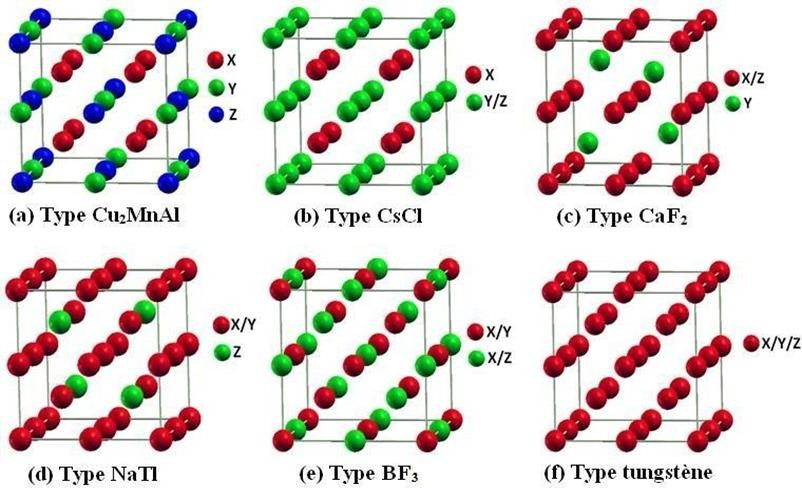 X
Y
Z
(a) Type Cu₂MnAl
X
Y/Z
(b) Type CsCl
X/Z
Y
(c) Type CaF₂
X/Y
Z
(d) Type NaTl
X/Y
X/Z
(e) Type BF₃
X/Y/Z
(f) Type tungstène